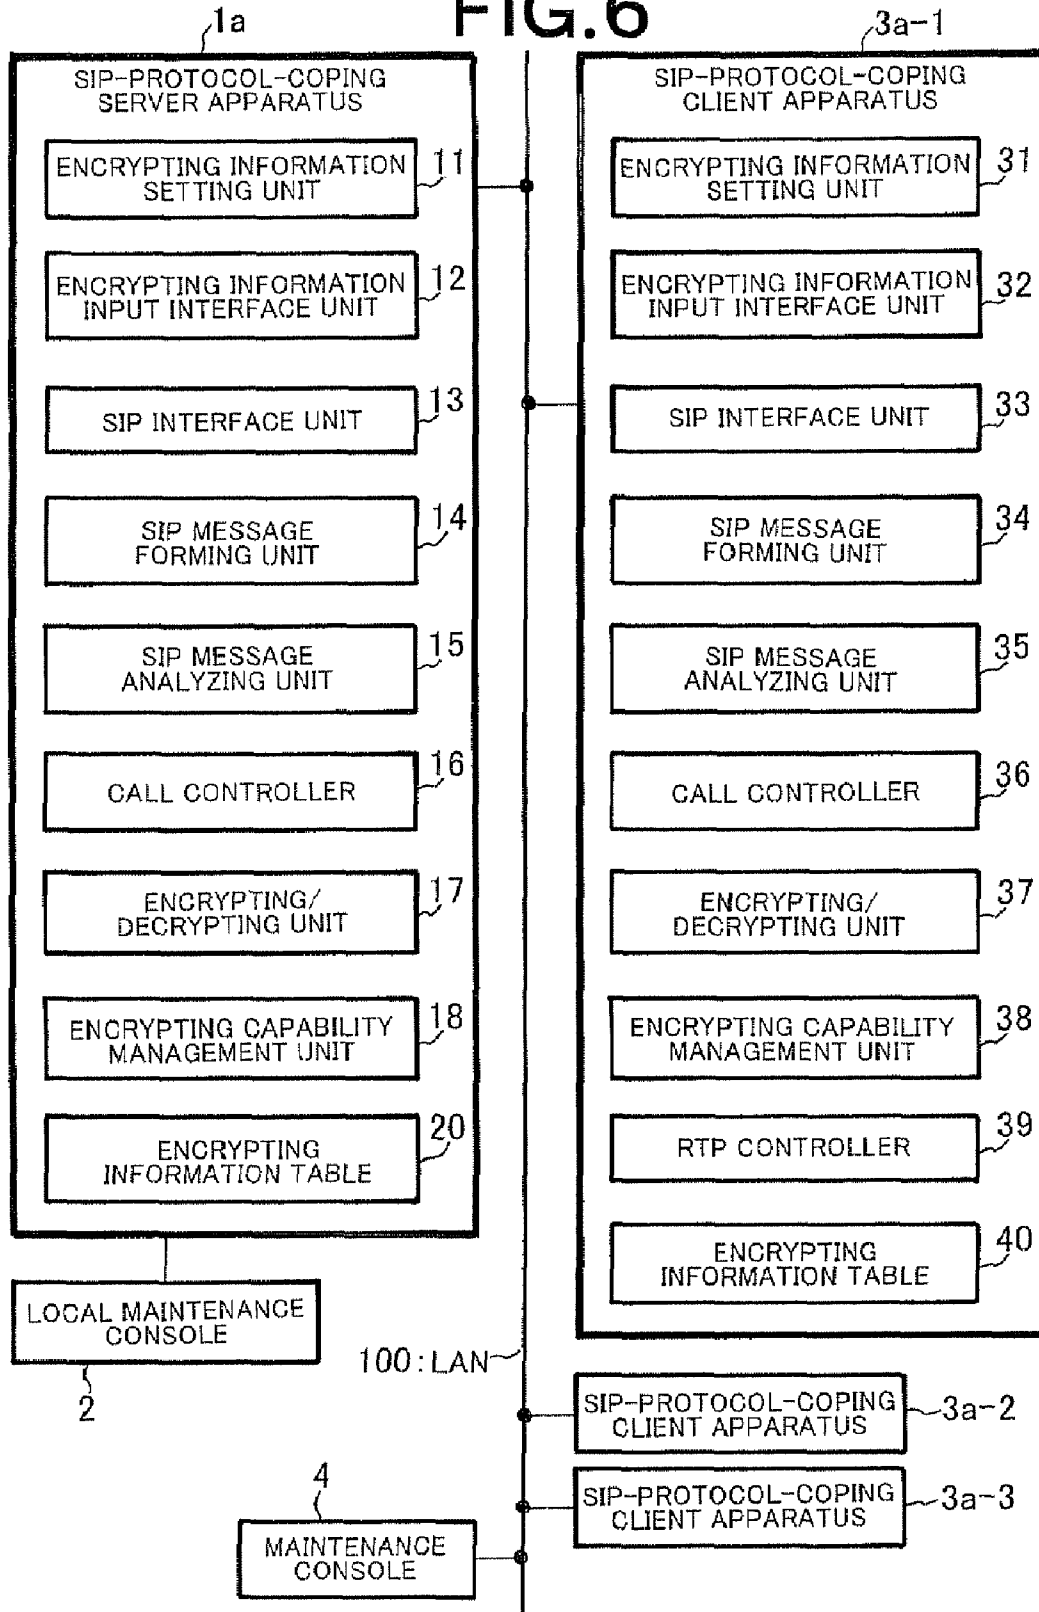 FIG.6
1a
SIP-PROTOCOL-COPING
SERVER APPARATUS
ENCRYPTING INFORMATION
SETTING UNIT
11
ENCRYPTING INFORMATION
INPUT INTERFACE UNIT
12
SIP INTERFACE UNIT
13
SIP MESSAGE
FORMING UNIT
14
SIP MESSAGE
ANALYZING UNIT
15
CALL CONTROLLER
16
ENCRYPTING/
DECRYPTING UNIT
17
ENCRYPTING CAPABILITY
MANAGEMENT UNIT
18
ENCRYPTING
INFORMATION TABLE
20
LOCAL MAINTENANCE
CONSOLE
2
3a-1
SIP-PROTOCOL-COPING
CLIENT APPARATUS
ENCRYPTING INFORMATION
SETTING UNIT
31
ENCRYPTING INFORMATION
INPUT INTERFACE UNIT
32
SIP INTERFACE UNIT
33
SIP MESSAGE
FORMING UNIT
34
SIP MESSAGE
ANALYZING UNIT
35
CALL CONTROLLER
36
ENCRYPTING/
DECRYPTING UNIT
37
ENCRYPTING CAPABILITY
MANAGEMENT UNIT
38
RTP CONTROLLER
39
ENCRYPTING
INFORMATION TABLE
40
100:LAN
SIP-PROTOCOL-COPING
CLIENT APPARATUS
3a-2
SIP-PROTOCOL-COPING
CLIENT APPARATUS
3a-3
4
MAINTENANCE
CONSOLE